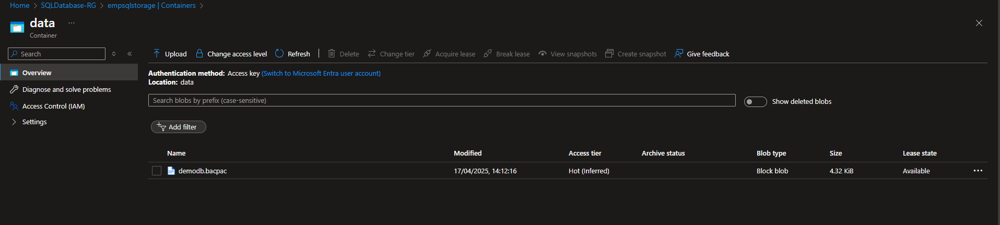 Home > SQLDatabase-RG > empsqlstorage | Containers >
data ...
Container
Search
Upload Change access level Refresh Delete Change tier Acquire lease Break lease View snapshots Create snapshot Give feedback
Overview
Diagnose and solve problems
Access Control (IAM)
Settings
Authentication method: Access key (Switch to Microsoft Entra user account)
Location: data
Search blobs by prefix (case-sensitive)
Show deleted blobs
Add filter
Name Modified Access tier Archive status Blob type Size Lease state
demodb.bacpac 17/04/2025, 14:12:16 Hot (Inferred) Block blob 4.32 KiB Available ...